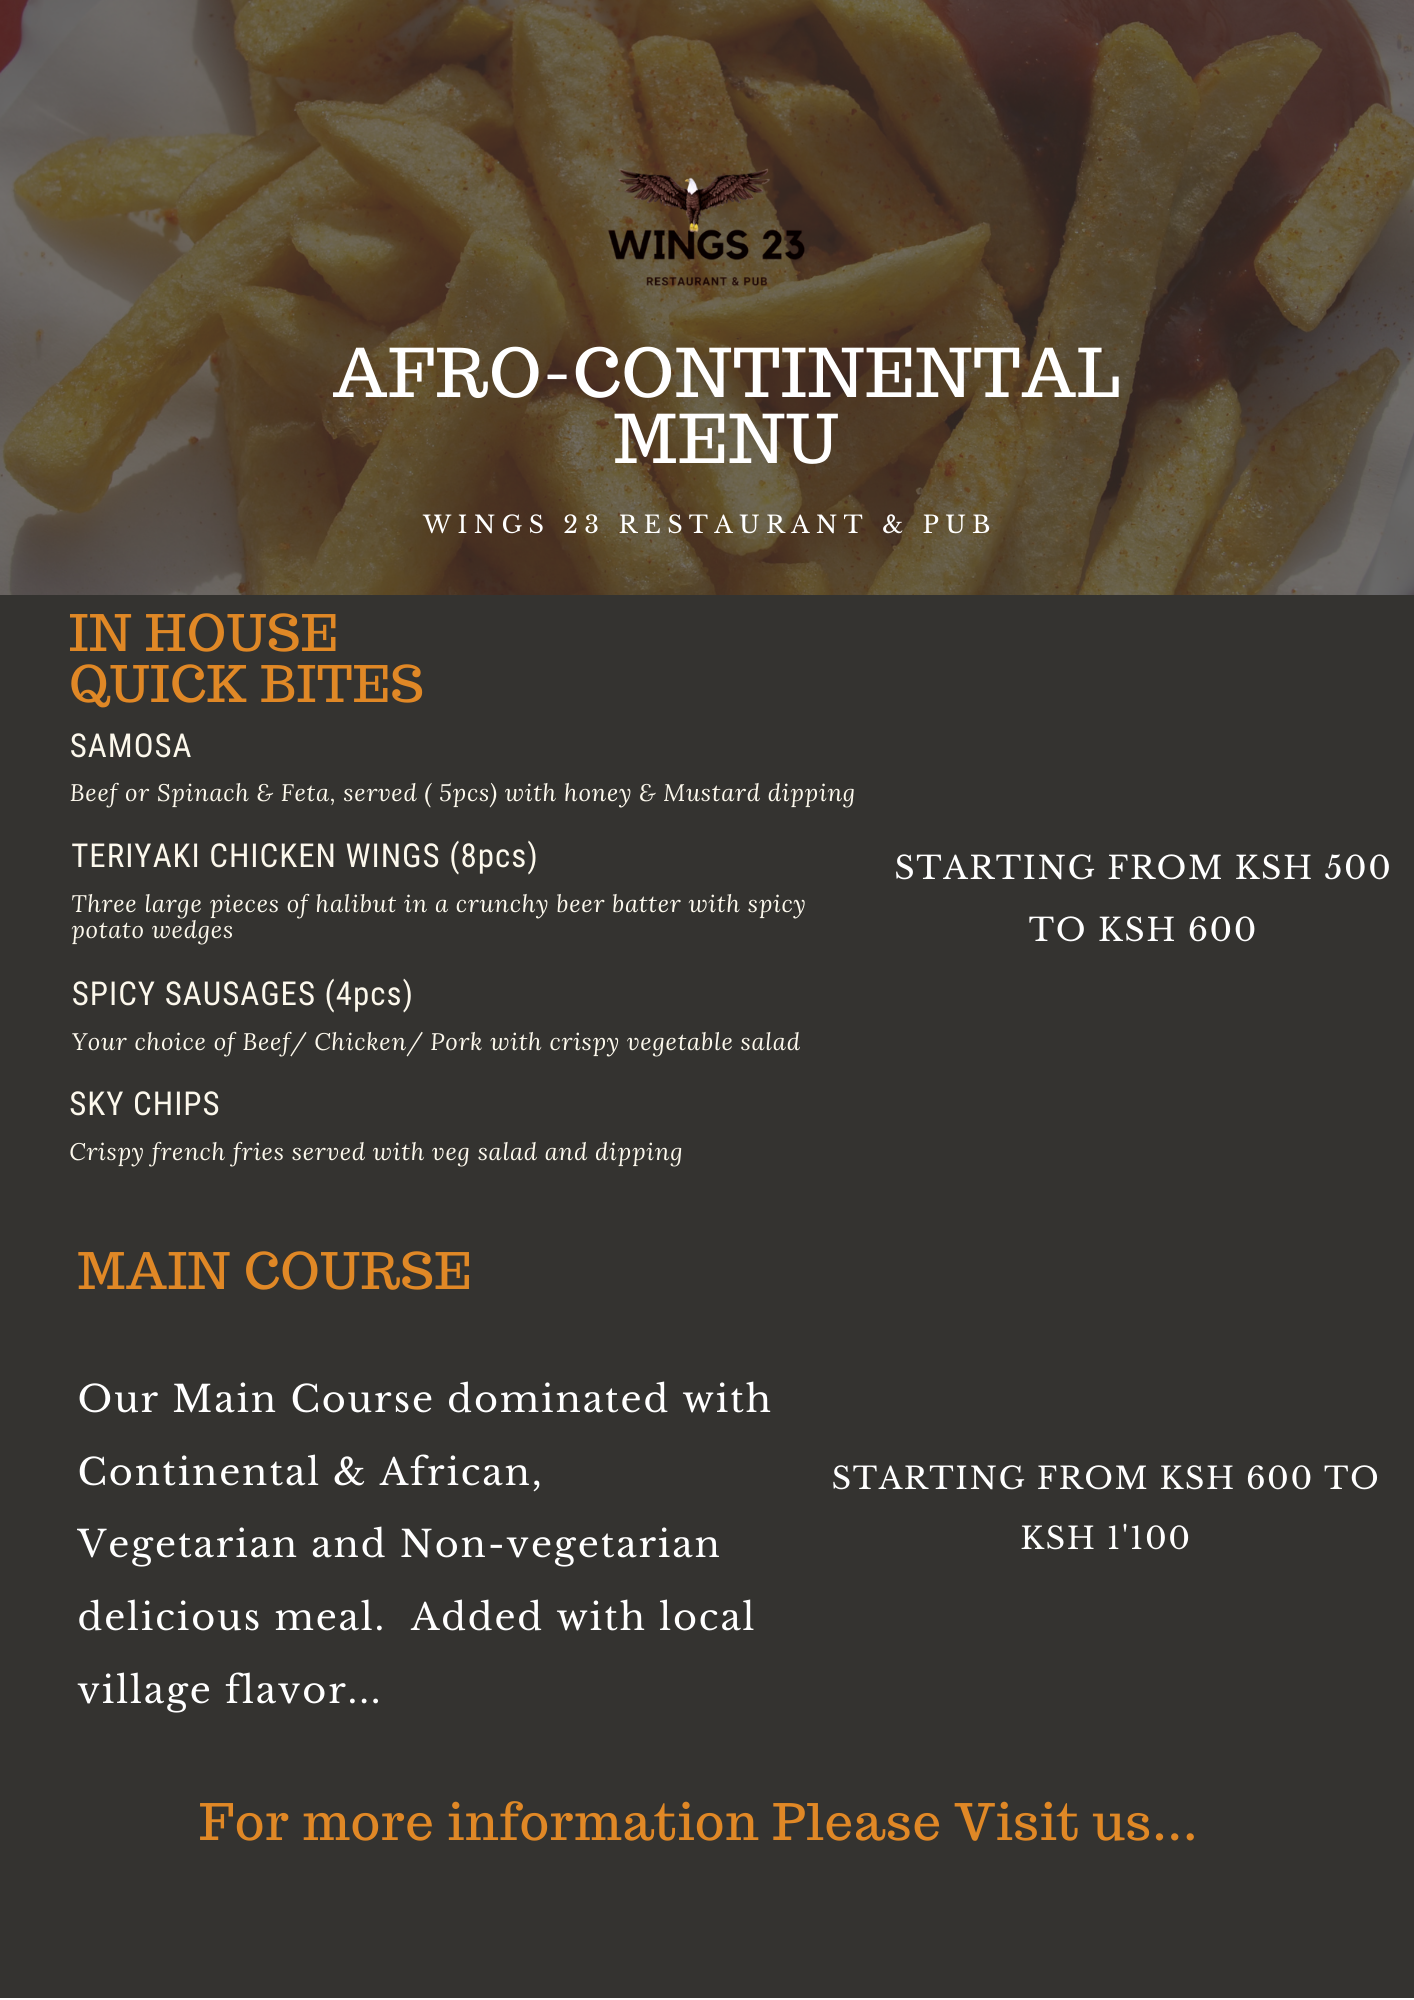 WINGS 23
RESTAURANT & PUB
AFRO-CONTINENTAL
MENU
WINGS 23 RESTAURANT & PUB
IN HOUSE
QUICK BITES
SAMOSA
Beef or Spinach & Feta, served ( 5pcs) with honey & Mustard dipping
TERIYAKI CHICKEN WINGS (8pcs)
Three large pieces of halibut in a crunchy beer batter with spicy
potato wedges
SPICY SAUSAGES (4pcs)
Your choice of Beef/ Chicken/ Pork with crispy vegetable salad
SKY CHIPS
Crispy french fries served with veg salad and dipping
STARTING FROM KSH 500
TO KSH 600
MAIN COURSE
Our Main Course dominated with
Continental & African,
Vegetarian and Non-vegetarian
delicious meal.  Added with local
village flavor...
STARTING FROM KSH 600 TO
KSH 1'100
For more information Please Visit us...